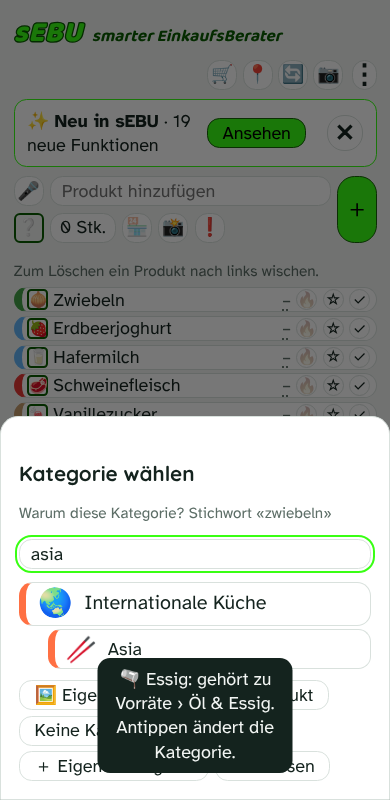 sEBU smarter EinkaufsBerater
✨ Neu in sEBU · 19
neue Funktionen
Ansehen
Produkt hinzufügen
+
0 Stk.
Zum Löschen ein Produkt nach links wischen.
Zwiebeln
Erdbeerjoghurt
Hafermilch
Schweinefleisch
Vanillezucker
Kategorie wählen
Warum diese Kategorie? Stichwort «zwiebeln»
asia
Internationale Küche
Asia
Essig: gehört zu
Vorräte › Öl & Essig.
Antippen ändert die
Kategorie.
Keine